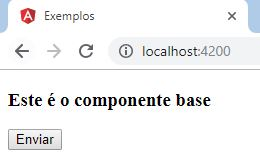 Exemplos
localhost:4200
Este é o componente base
Enviar